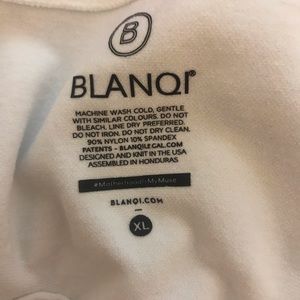 B
BLANQI®
MACHINE WASH COLD, GENTLE
WITH SIMILAR COLOURS. DO NOT
BLEACH. LINE DRY PREFERRED.
DO NOT IRON. DO NOT DRY CLEAN.
90% NYLON 10% SPANDEX
PATENTS - BLANQILEGAL.COM
DESIGNED AND KNIT IN THE USA
ASSEMBLED IN HONDURAS
#MotherhoodIsMyMuse
BLANQI.COM
XL